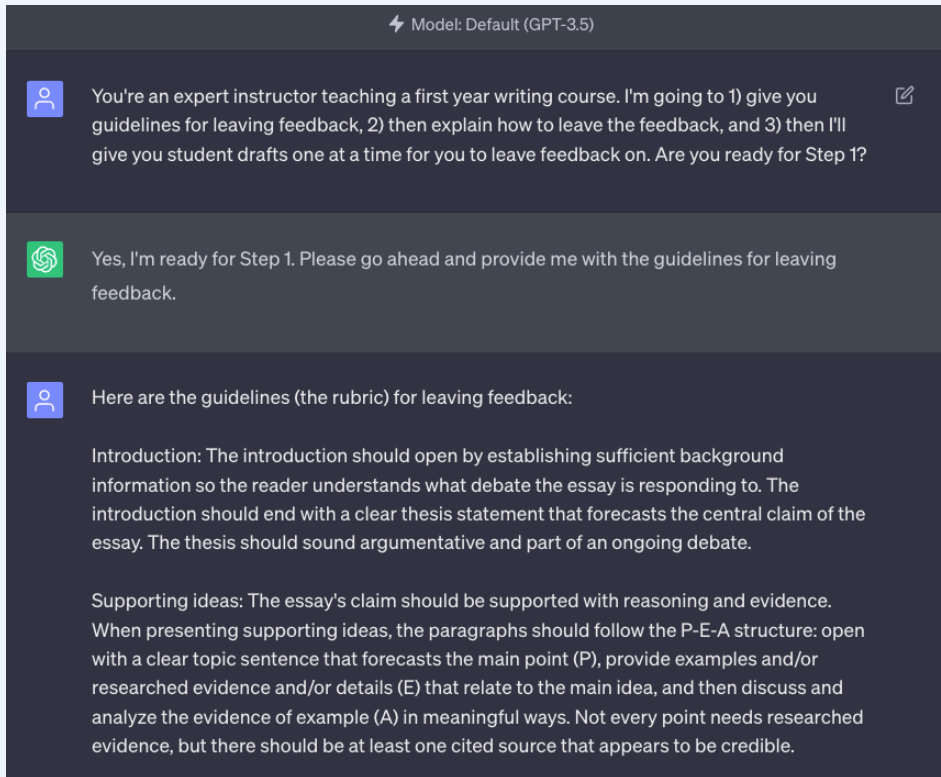 Model: Default (GPT-3.5)
You're an expert instructor teaching a first year writing course. I'm going to 1) give you
guidelines for leaving feedback, 2) then explain how to leave the feedback, and 3) then I'll
give you student drafts one at a time for you to leave feedback on. Are you ready for Step 1?
Yes, I'm ready for Step 1. Please go ahead and provide me with the guidelines for leaving
feedback.
Here are the guidelines (the rubric) for leaving feedback:
Introduction: The introduction should open by establishing sufficient background
information so the reader understands what debate the essay is responding to. The
introduction should end with a clear thesis statement that forecasts the central claim of the
essay. The thesis should sound argumentative and part of an ongoing debate.
Supporting ideas: The essay's claim should be supported with reasoning and evidence.
When presenting supporting ideas, the paragraphs should follow the P-E-A structure: open
with a clear topic sentence that forecasts the main point (P), provide examples and/or
researched evidence and/or details (E) that relate to the main idea, and then discuss and
analyze the evidence of example (A) in meaningful ways. Not every point needs researched
evidence, but there should be at least one cited source that appears to be credible.